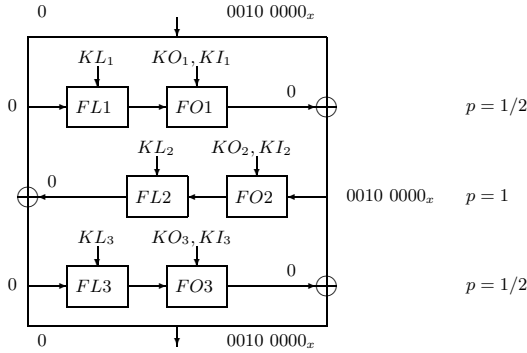 0 0010 0000x
KL1 KO1, KI1
0 FL1 FO1 0 p = 1/2
KL2 KO2, KI2
0 FL2 FO2 0010 0000x p = 1
KL3 KO3, KI3
0 FL3 FO3 0 p = 1/2
0 0010 0000x